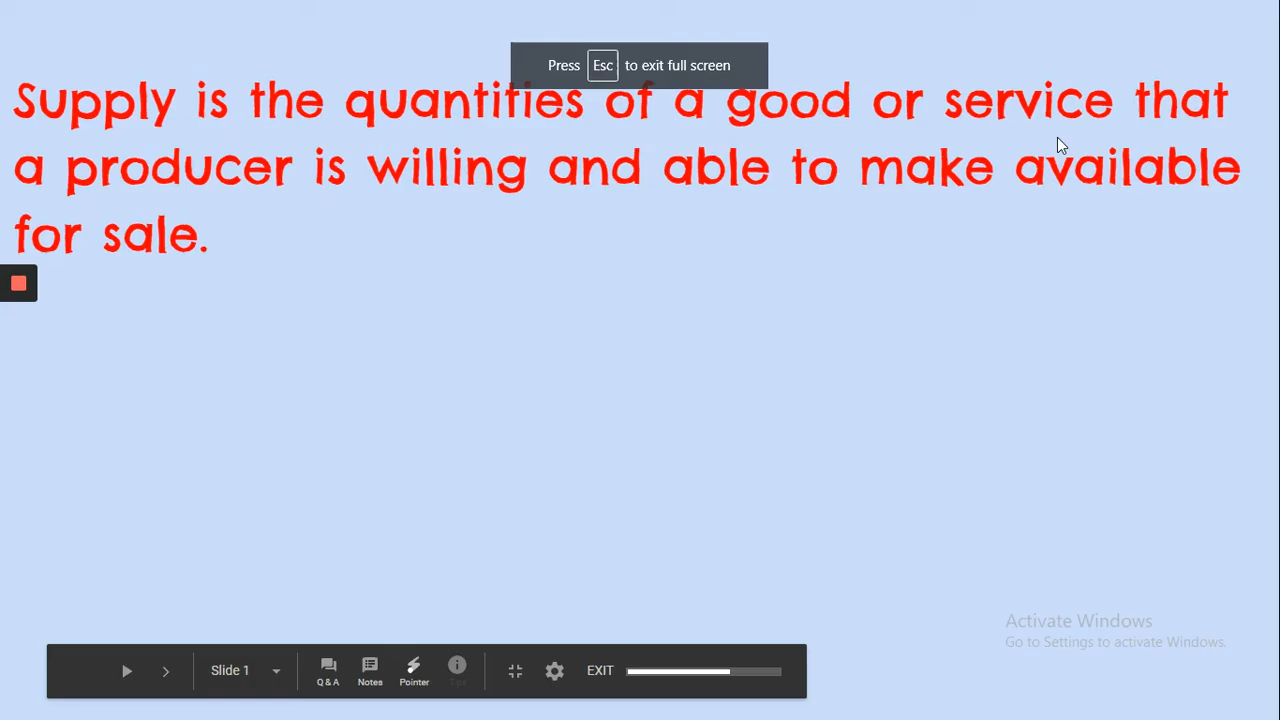 Press Esc to exit full screen
Supply is the quantities of a good or service that
a producer is willing and able to make available
for sale.
Activate Windows
Go to Settings to activate Windows.
Slide 1
Q & A
Notes
Pointer
EXIT